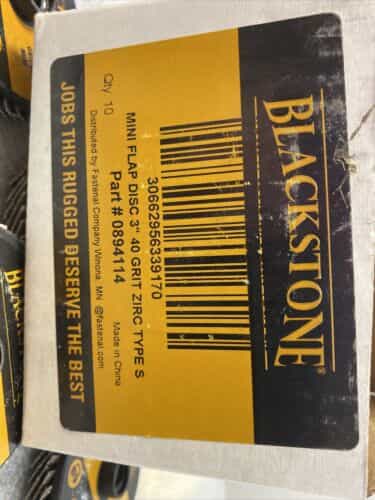 BLACKSTONE®
30662956339170
MINI FLAP DISC 3" 40 GRIT ZIRC TYPE S
Part # 0894114
Made in China
Qty. 10
Distributed by Fastenal Company Winona, MN @fastenal.com
JOBS THIS RUGGED DESERVE THE BEST
BLACK